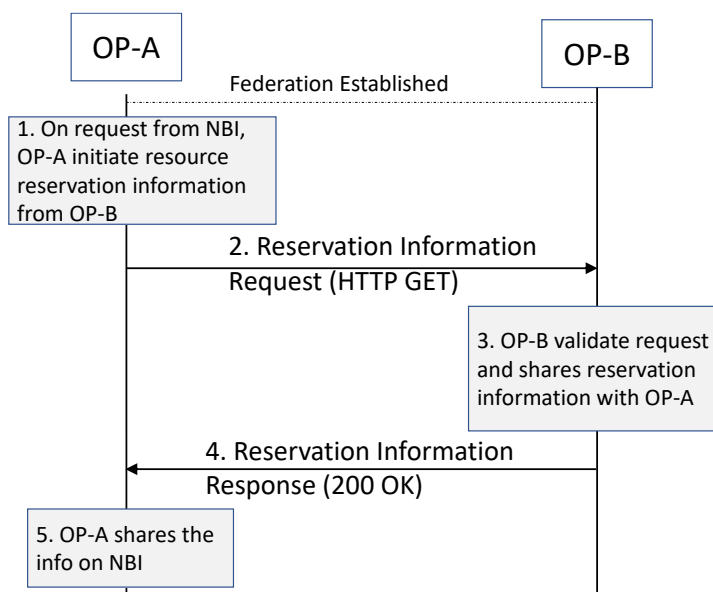 OP-A
OP-B
Federation Established
1. On request from NBI,
OP-A initiate resource
reservation information
from OP-B
2. Reservation Information
Request (HTTP GET)
3. OP-B validate request
and shares reservation
information with OP-A
4. Reservation Information
Response (200 OK)
5. OP-A shares the
info on NBI